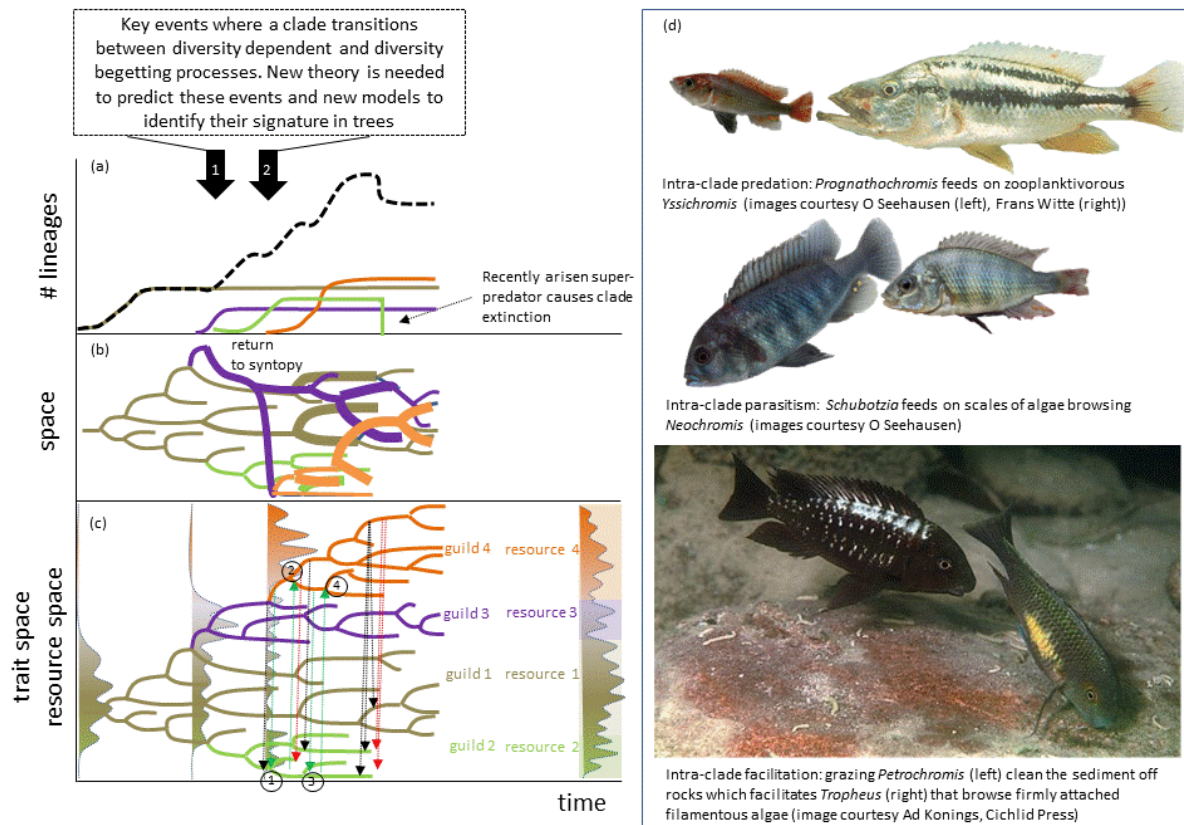 Key events where a clade transitions
between diversity dependent and diversity
begetting processes. New theory is needed
to predict these events and new models to
identify their signature in trees
1
2
(a)
# lineages
Recently arisen super-
predator causes clade
extinction
(b)
return
to syntopy
space
(c)
trait space
resource space
guild 4 resource 4
2
4
guild 3 resource 3
guild 1 resource 1
guild 2 resource 2
1
3
time
(d)
Intra-clade predation: Prognathochromis feeds on zooplanktivorous
Yssichromis (images courtesy O Seehausen (left), Frans Witte (right))
Intra-clade parasitism: Schubotzia feeds on scales of algae browsing
Neochromis (images courtesy O Seehausen)
Intra-clade facilitation: grazing Petrochromis (left) clean the sediment off
rocks which facilitates Tropheus (right) that browse firmly attached
filamentous algae (image courtesy Ad Konings, Cichlid Press)